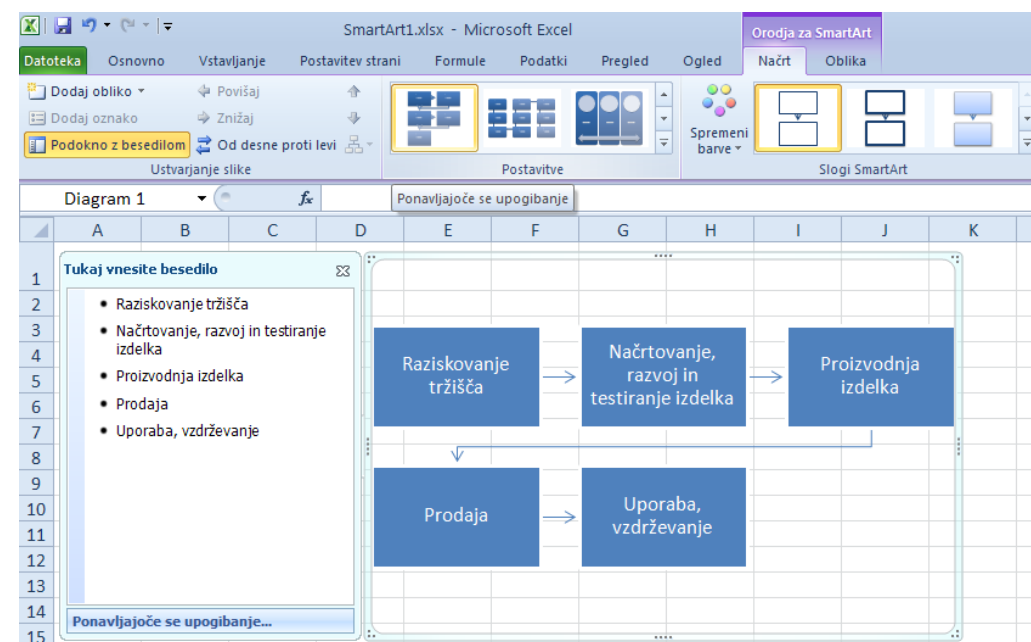 SmartArt1.xlsx - Microsoft Excel
Orodja za SmartArt
Datoteka Osnovno Vstavljanje Postavitev strani Formule Podatki Pregled Ogled Načrt Oblika
Dodaj obliko Povišaj
Dodaj oznako Znižaj
Podokno z besedilom Od desne proti levi
Ustvarjanje slike
Postavitve
Spremeni
barve
Slogi SmartArt
Diagram 1 fx
Ponavljajoče se upogibanje
A B C D E F G H I J K
1
2
3
4
5
6
7
8
9
10
11
12
13
14
15
Tukaj vnesite besedilo
• Raziskovanje tržišča
• Načrtovanje, razvoj in testiranje
izdelka
• Proizvodnja izdelka
• Prodaja
• Uporaba, vzdrževanje
Ponavljajoče se upogibanje...
Raziskovanje
tržišča
Načrtovanje,
razvoj in
testiranje izdelka
Proizvodnja
izdelka
Prodaja
Uporaba,
vzdrževanje